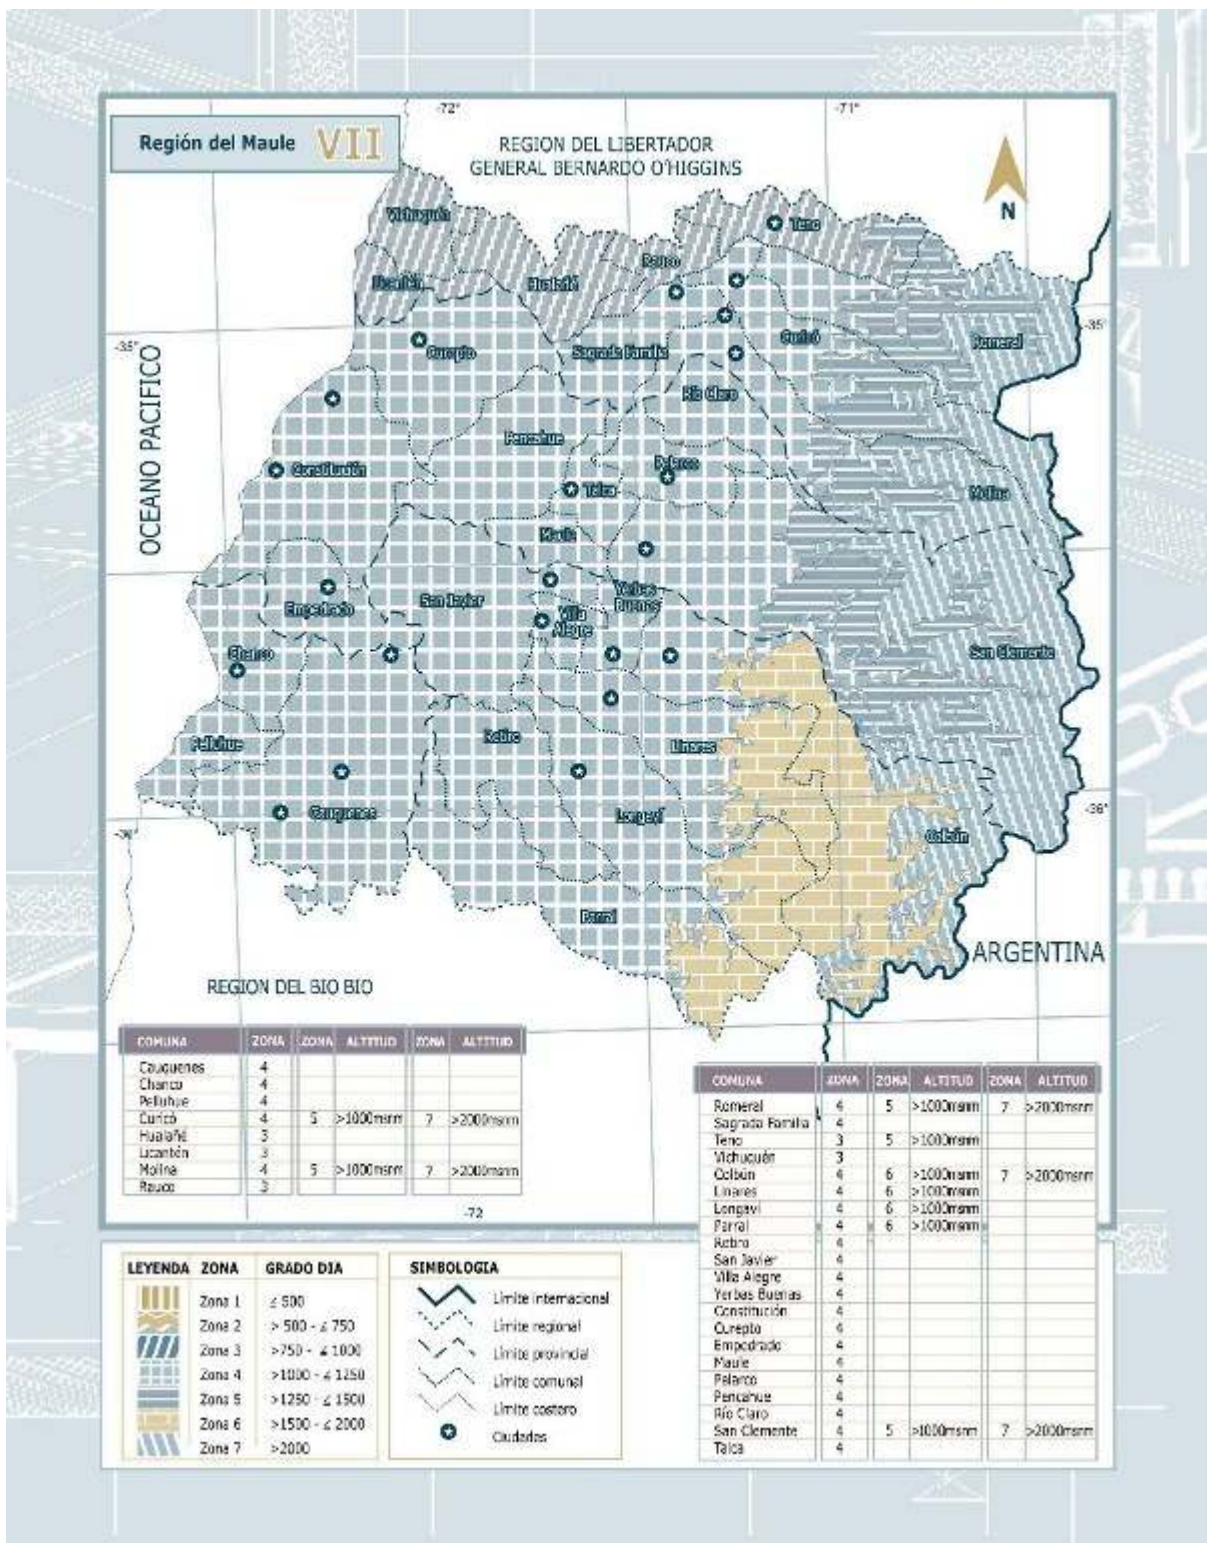 -72°
-71°
Región del Maule VII
REGION DEL LIBERTADOR
GENERAL BERNARDO O'HIGGINS
N
Vichuquén
Teno
Rauco
Licantén
Hualañé
-35°
-35°
Curepto
Sagrada Familia
Curicó
Romeral
OCEANO PACIFICO
Río Claro
Pencahue
Pelarco
Constitución
Talca
Molina
Maule
Empedrado
San Javier
Yerbas
Buenas
Villa
Alegre
Chanco
San Clemente
Pelluhue
Retiro
Linares
-36°
-36°
Cauquenes
Longaví
Colbún
Parral
ARGENTINA
REGION DEL BIO BIO
COMUNA ZONA ZONA ALTITUD ZONA ALTITUD
Cauquenes 4
Chanco 4
Pelluhue 4
Curicó 4 5 >1000msnm 7 >2000msnm
Hualañé 3
Licantén 3
Molina 4 5 >1000msnm 7 >2000msnm
Rauco 3
-72
COMUNA ZONA ZONA ALTITUD ZONA ALTITUD
Romeral 4 5 >1000msnm 7 >2000msnm
Sagrada Familia 4
Teno 3 5 >1000msnm
Vichuquén 3
Colbún 4 6 >1000msnm 7 >2000msnm
Linares 4 6 >1000msnm
Longaví 4 6 >1000msnm
Parral 4 6 >1000msnm
Retiro 4
San Javier 4
Villa Alegre 4
Yerbas Buenas 4
Constitución 4
Curepto 4
Empedrado 4
Maule 4
Pelarco 4
Pencahue 4
Río Claro 4
San Clemente 4 5 >1000msnm 7 >2000msnm
Talca 4
LEYENDA ZONA GRADO DIA
Zona 1 ≤ 500
Zona 2 > 500 - ≤ 750
Zona 3 >750 - ≤ 1000
Zona 4 >1000 - ≤ 1250
Zona 5 >1250 - ≤ 1500
Zona 6 >1500 - ≤ 2000
Zona 7 >2000
SIMBOLOGIA
Límite internacional
Límite regional
Límite provincial
Límite comunal
Límite costero
Ciudades